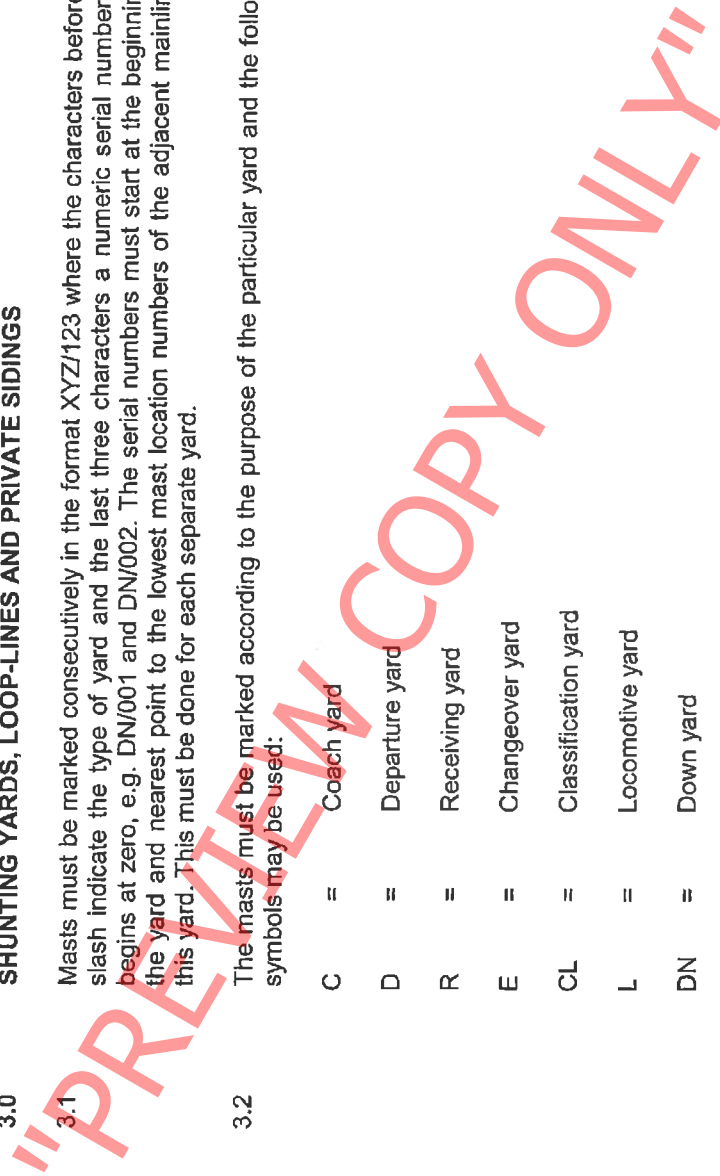 3.0 SHUNTING YARDS, LOOP-LINES AND PRIVATE SIDINGS
3.1 Masts must be marked consecutively in the format XYZ/123 where the characters before
slash indicate the type of yard and the last three characters a numeric serial number
begins at zero, e.g. DN/001 and DN/002. The serial numbers must start at the
the yard and nearest point to the lowest mast location numbers of the adjacent
this yard. This must be done for each separate yard.
3.2 The masts must be marked according to the purpose of the particular yard and the
symbols may be used:
C = Coach yard
D = Departure yard
R = Receiving yard
E = Changeover yard
CL = Classification yard
L = Locomotive yard
DN = Down yard
"PREVIEW COPY ONLY"